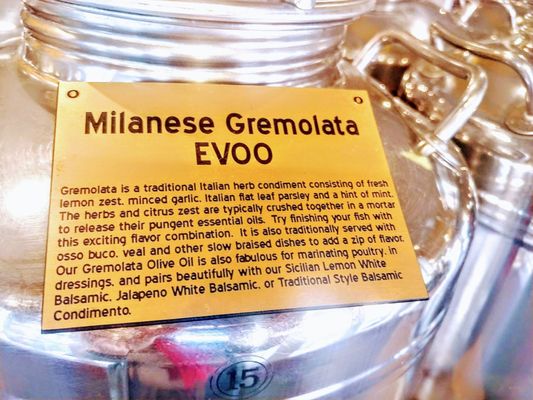 Milanese Gremolata
EVOO
Gremolata is a traditional Italian herb condiment consisting of fresh
lemon zest, minced garlic, Italian flat leaf parsley and a hint of mint.
The herbs and citrus zest are typically crushed together in a mortar
to release their pungent essential oils. Try finishing your fish with
this exciting flavor combination. It is also traditionally served with
osso buco, veal and other slow braised dishes to add a zip of flavor.
Our Gremolata Olive Oil is also fabulous for marinating poultry, in
dressings, and pairs beautifully with our Sicilian Lemon White
Balsamic, Jalapeno White Balsamic, or Traditional Style Balsamic
Condimento.
15